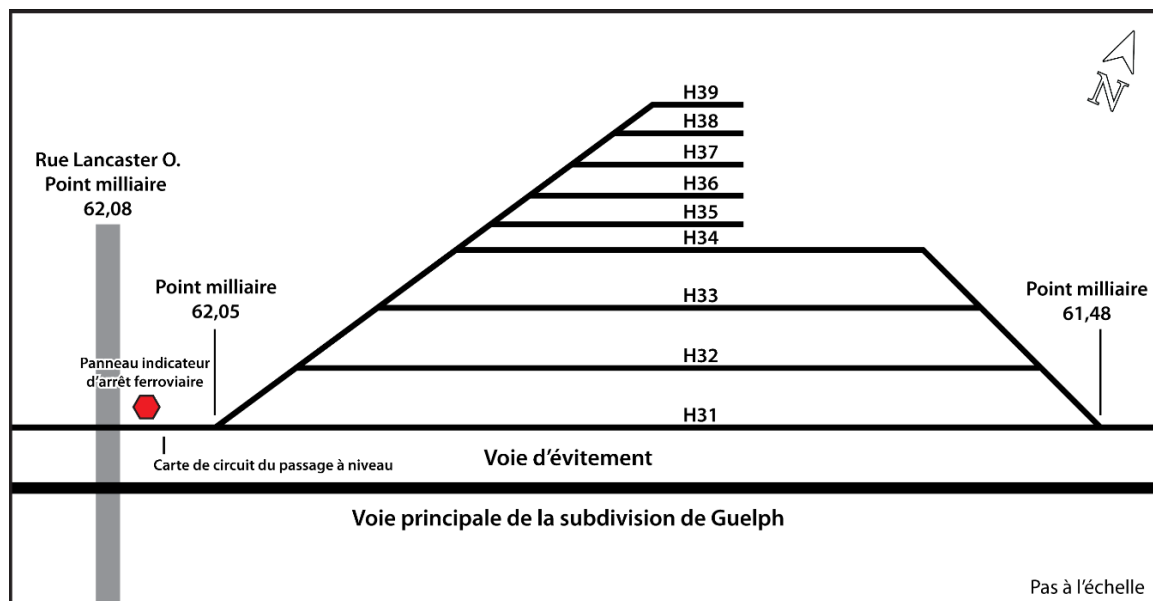 N
H39
H38
H37
H36
H35
H34
Rue Lancaster O.
Point milliaire
62,08
Point milliaire
62,05
H33
Point milliaire
61,48
H32
Panneau indicateur
d'arrêt ferroviaire
H31
Carte de circuit du passage à niveau
Voie d'évitement
Voie principale de la subdivision de Guelph
Pas à l'échelle